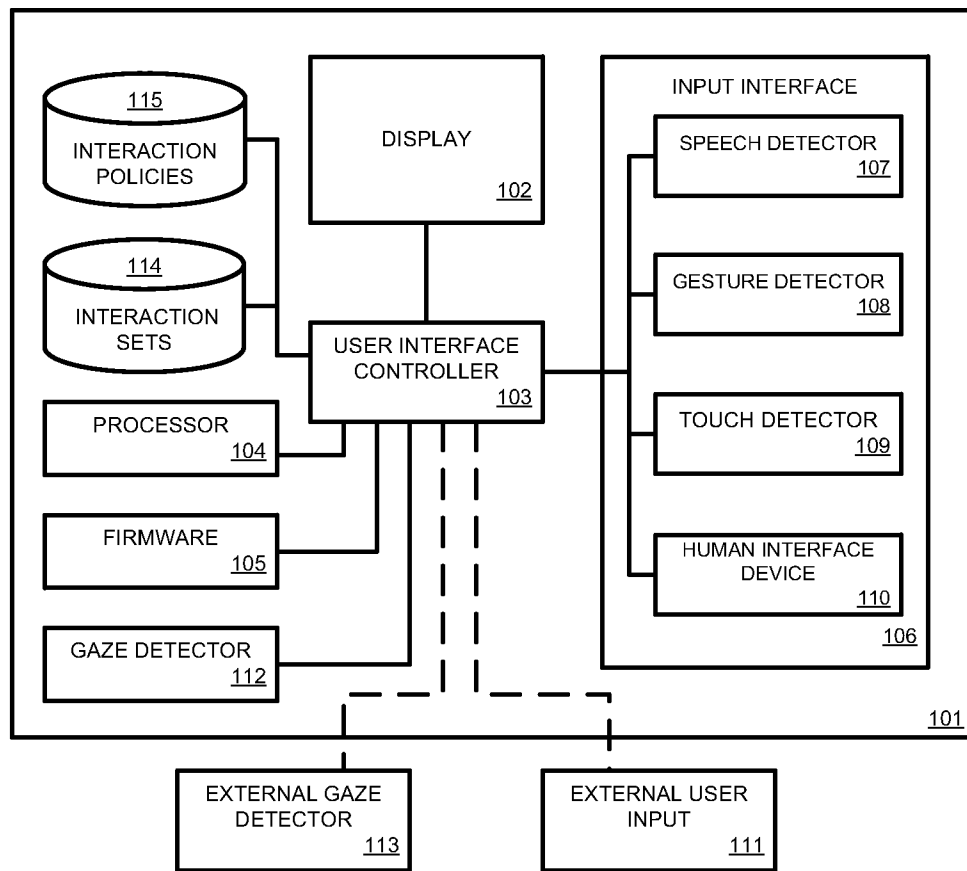 115
INTERACTION
POLICIES
114
INTERACTION
SETS
PROCESSOR
104
FIRMWARE
105
GAZE DETECTOR
112
DISPLAY
102
USER INTERFACE
CONTROLLER
103
INPUT INTERFACE
SPEECH DETECTOR
107
GESTURE DETECTOR
108
TOUCH DETECTOR
109
HUMAN INTERFACE
DEVICE
110
106
101
EXTERNAL GAZE
DETECTOR
113
EXTERNAL USER
INPUT
111